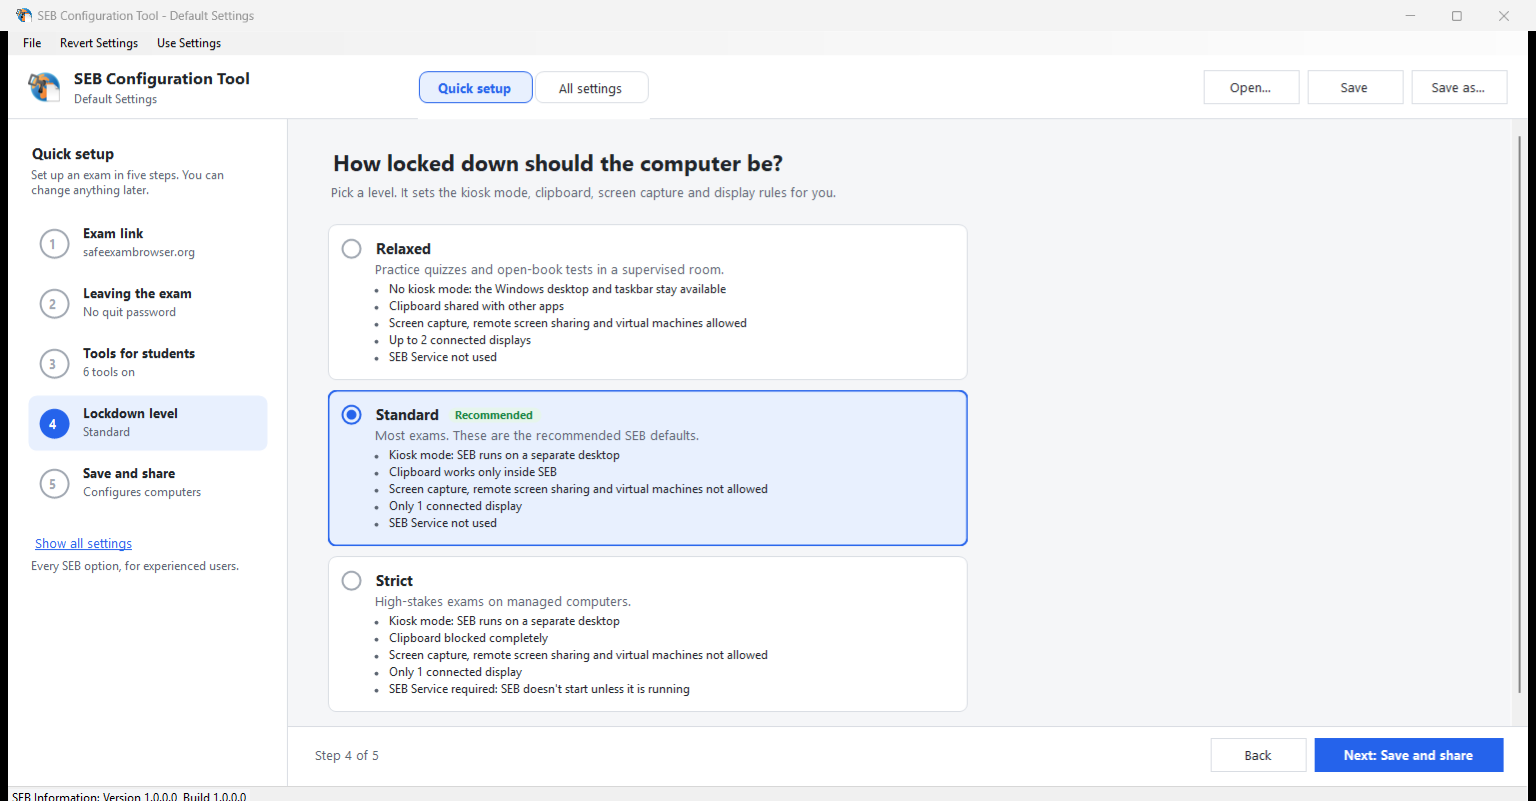 SEB Configuration Tool - Default Settings
File Revert Settings Use Settings
SEB Configuration Tool
Default Settings
Quick setup
All settings
Open...
Save
Save as...
Quick setup
Set up an exam in five steps. You can
change anything later.
1
Exam link
safeexambrowser.org
2
Leaving the exam
No quit password
3
Tools for students
6 tools on
4
Lockdown level
Standard
5
Save and share
Configures computers
Show all settings
Every SEB option, for experienced users.
How locked down should the computer be?
Pick a level. It sets the kiosk mode, clipboard, screen capture and display rules for you.
Relaxed
Practice quizzes and open-book tests in a supervised room.
• No kiosk mode: the Windows desktop and taskbar stay available
• Clipboard shared with other apps
• Screen capture, remote screen sharing and virtual machines allowed
• Up to 2 connected displays
• SEB Service not used
Standard Recommended
Most exams. These are the recommended SEB defaults.
• Kiosk mode: SEB runs on a separate desktop
• Clipboard works only inside SEB
• Screen capture, remote screen sharing and virtual machines not allowed
• Only 1 connected display
• SEB Service not used
Strict
High-stakes exams on managed computers.
• Kiosk mode: SEB runs on a separate desktop
• Clipboard blocked completely
• Screen capture, remote screen sharing and virtual machines not allowed
• Only 1 connected display
• SEB Service required: SEB doesn't start unless it is running
Step 4 of 5
Back
Next: Save and share
SEB Information: Version 1.0.0.0 Build 1.0.0.0